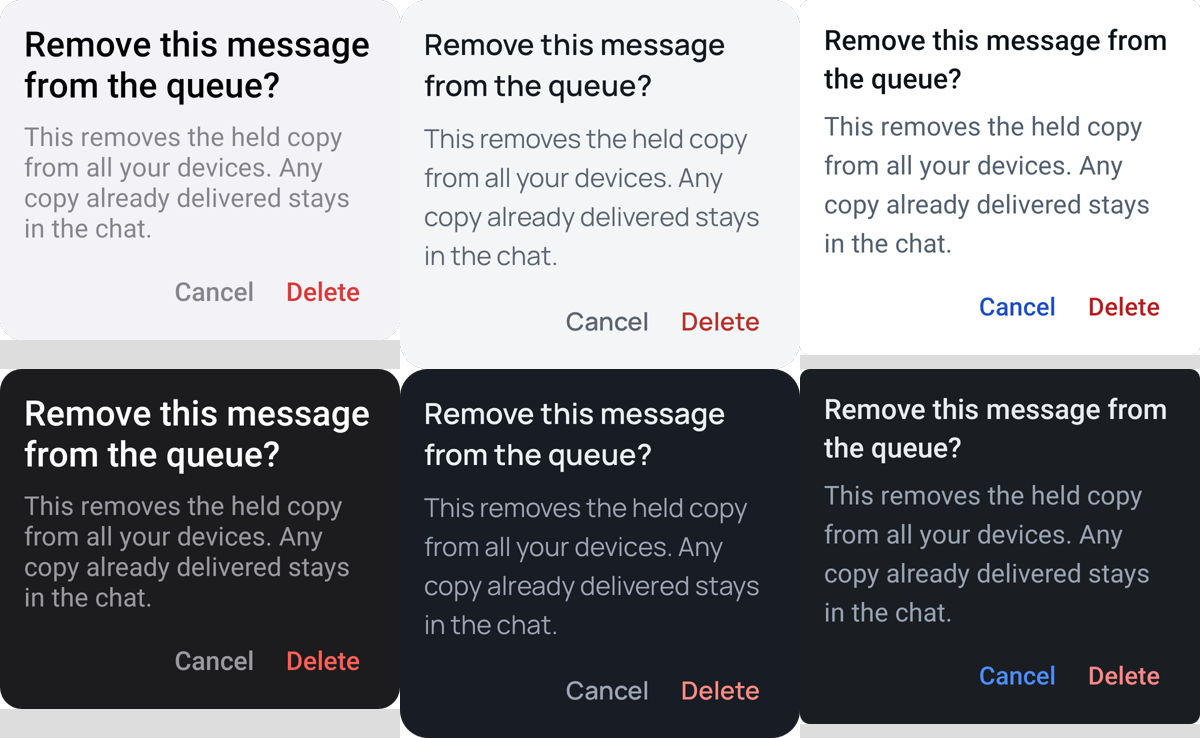 Remove this message
from the queue?
This removes the held copy
from all your devices. Any
copy already delivered stays
in the chat.
Cancel Delete
Remove this message
from the queue?
This removes the held copy
from all your devices. Any
copy already delivered stays
in the chat.
Cancel Delete
Remove this message from
the queue?
This removes the held copy
from all your devices. Any
copy already delivered stays
in the chat.
Cancel Delete
Remove this message
from the queue?
This removes the held copy
from all your devices. Any
copy already delivered stays
in the chat.
Cancel Delete
Remove this message
from the queue?
This removes the held copy
from all your devices. Any
copy already delivered stays
in the chat.
Cancel Delete
Remove this message from
the queue?
This removes the held copy
from all your devices. Any
copy already delivered stays
in the chat.
Cancel Delete